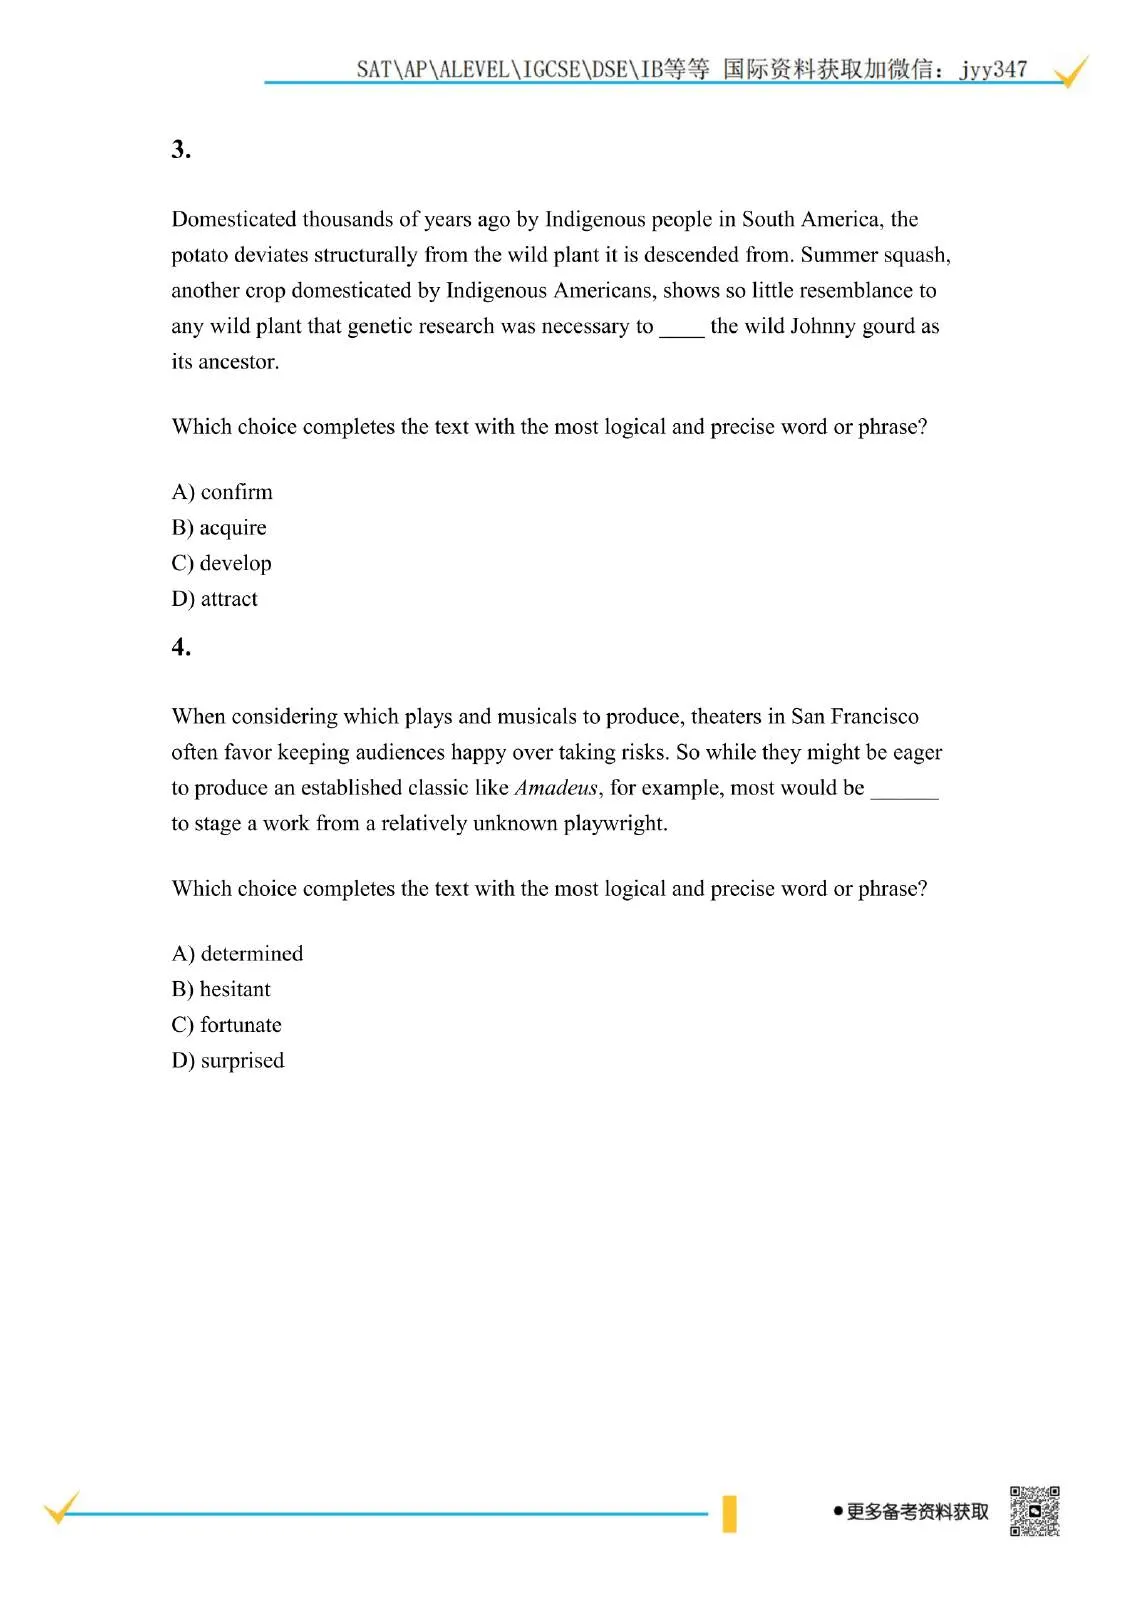 SAT\AP\ALEVEL\IGCSE\DSE\IB等等 国际资料获取加微信：jyy347
3.
Domesticated thousands of years ago by Indigenous people in South America, the
potato deviates structurally from the wild plant it is descended from. Summer squash,
another crop domesticated by Indigenous Americans, shows so little resemblance to
any wild plant that genetic research was necessary to ____ the wild Johnny gourd as
its ancestor.
Which choice completes the text with the most logical and precise word or phrase?
A) confirm
B) acquire
C) develop
D) attract
4.
When considering which plays and musicals to produce, theaters in San Francisco
often favor keeping audiences happy over taking risks. So while they might be eager
to produce an established classic like Amadeus, for example, most would be ______
to stage a work from a relatively unknown playwright.
Which choice completes the text with the most logical and precise word or phrase?
A) determined
B) hesitant
C) fortunate
D) surprised
●更多备考资料获取